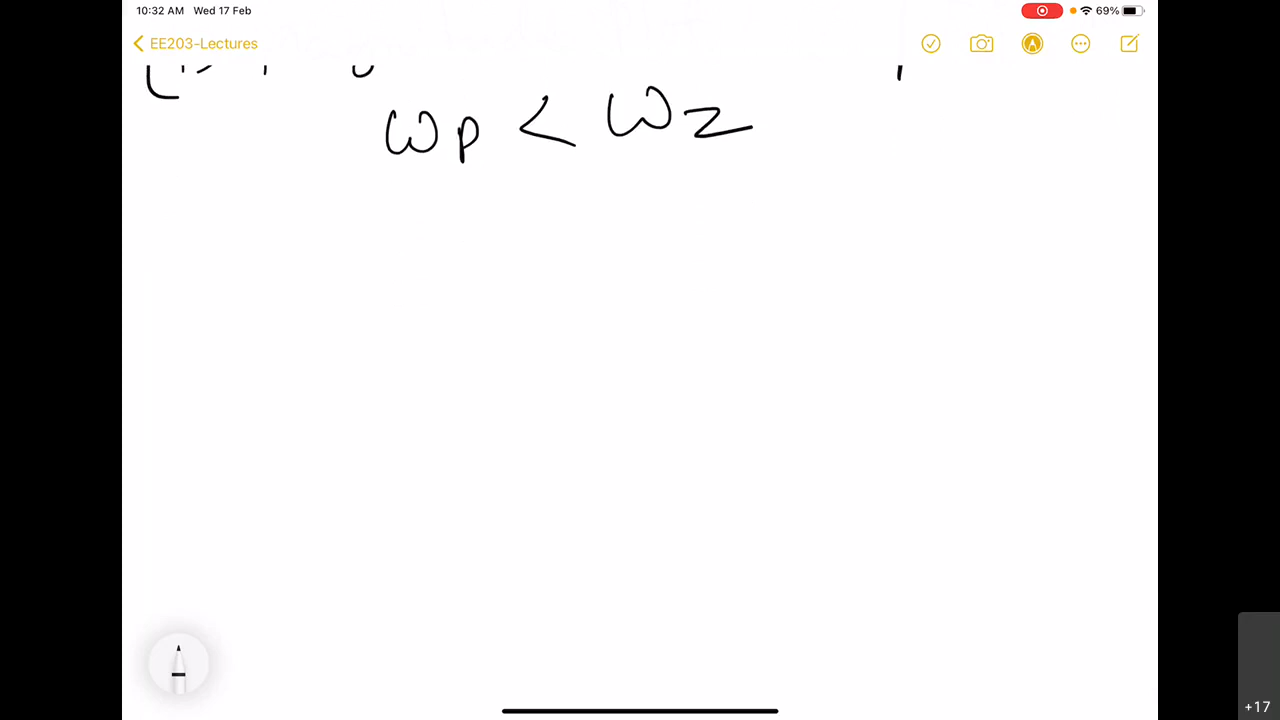 10:32 AM Wed 17 Feb
69%
EE203-Lectures
ωp < ωz
+17